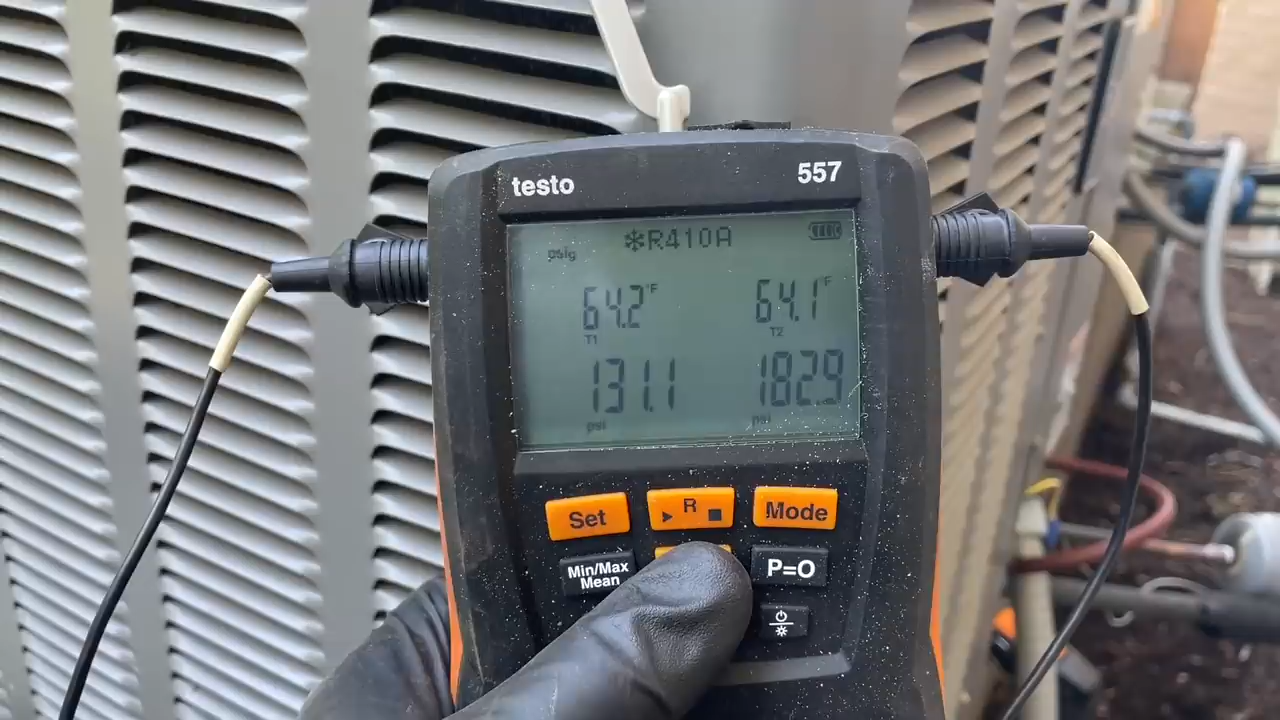 testo 557
psig ❄R410A
64.2°F 64.1°F
T1 T2
131.1 182.9
psi psi
Set ▶ R ■ Mode
Min/Max
Mean
P=O